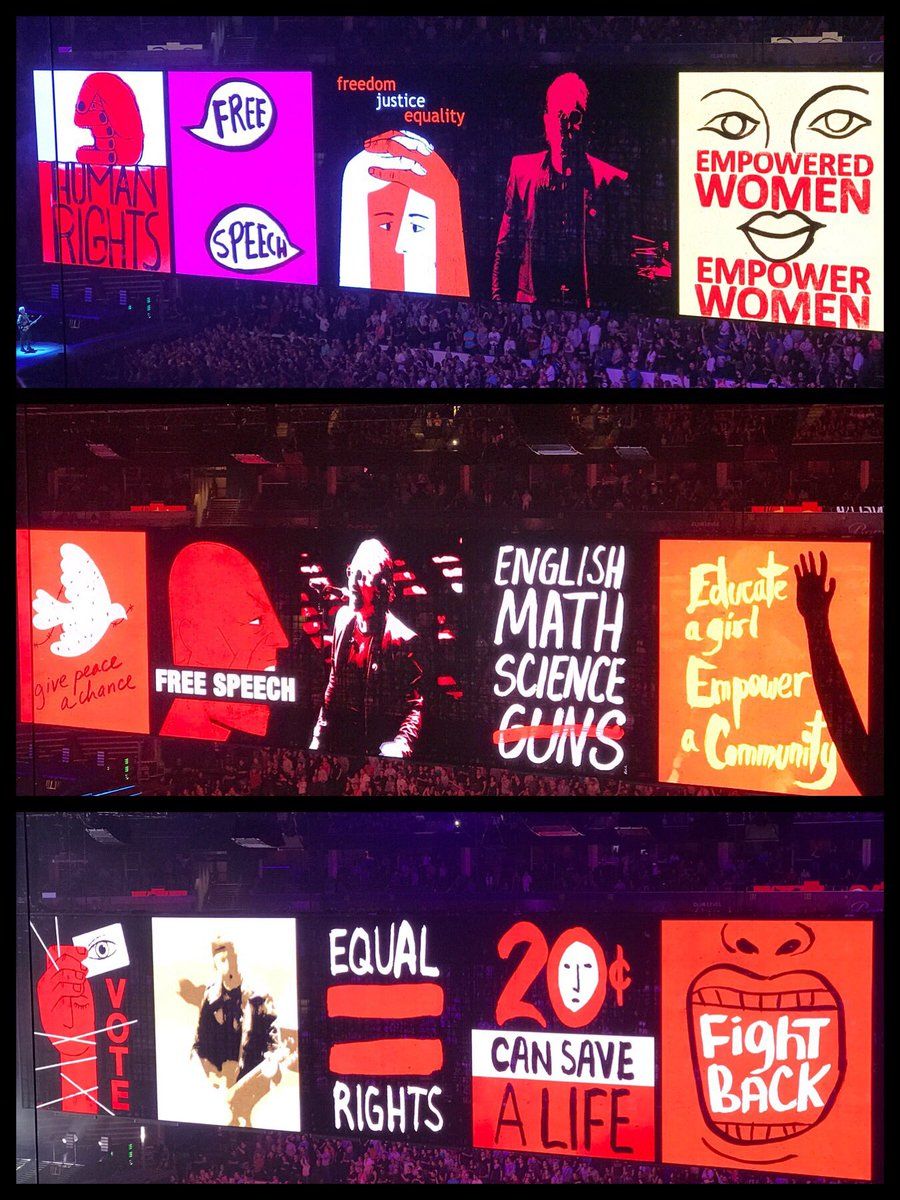 HUMAN
RIGHTS
FREE
SPEECH
freedom
justice
equality
EMPOWERED
WOMEN
EMPOWER
WOMEN
give peace
a chance
FREE SPEECH
ENGLISH
MATH
SCIENCE
GUNS
Educate
a girl
Empower
a Community
VOTE
EQUAL
RIGHTS
20¢
CAN SAVE
A LIFE
FIGHT
BACK